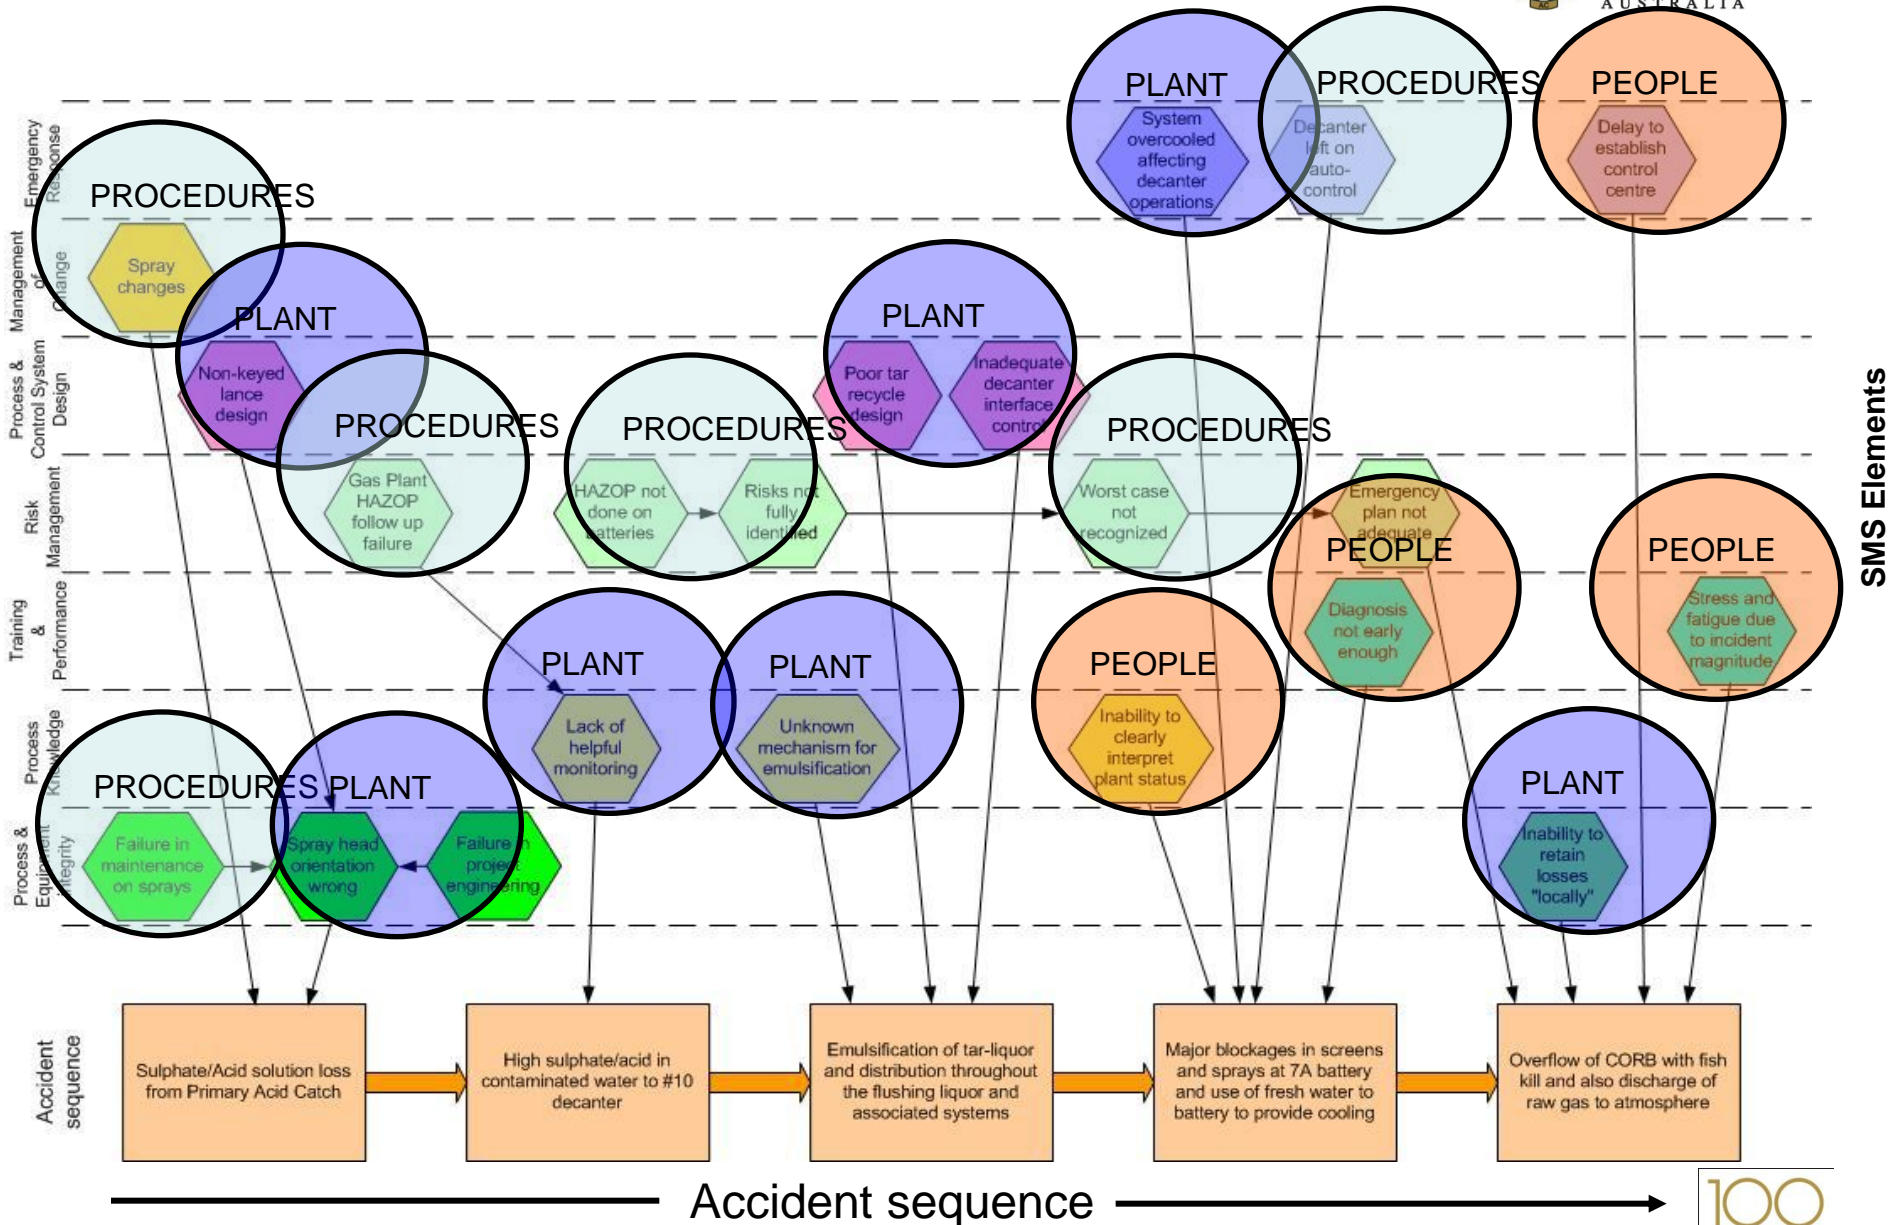 AUSTRALIA
PLANT
PROCEDURES
PEOPLE
Emergency
Response
System
overcooled
affecting
decanter
operations
Decanter
left on
auto-
control
Delay to
establish
control
centre
PROCEDURES
Management
of
Change
Spray
changes
PLANT
PLANT
Process &
Control System
Design
Non-keyed
lance
design
Poor tar
recycle
design
Inadequate
decanter
interface
control
SMS Elements
PROCEDURES
PROCEDURES
PROCEDURES
Risk
Management
Gas Plant
HAZOP
follow up
failure
HAZOP not
done on
batteries
Risks not
fully
identified
Worst case
not
recognized
Emergency
plan not
adequate
PEOPLE
PEOPLE
Training
&
Performance
Diagnosis
not early
enough
Stress and
fatigue due
to incident
magnitude
PLANT
PLANT
PEOPLE
Process
Knowledge
Lack of
helpful
monitoring
Unknown
mechanism for
emulsification
Inability to
clearly
interpret
plant status
PROCEDURES
PLANT
PLANT
Process &
Equipment
Integrity
Failure in
maintenance
on sprays
Spray head
orientation
wrong
Failure in
project
engineering
Inability to
retain
losses
"locally"
Accident
sequence
Sulphate/Acid solution loss
from Primary Acid Catch
High sulphate/acid in
contaminated water to #10
decanter
Emulsification of tar-liquor
and distribution throughout
the flushing liquor and
associated systems
Major blockages in screens
and sprays at 7A battery
and use of fresh water to
battery to provide cooling
Overflow of CORB with fish
kill and also discharge of
raw gas to atmosphere
Accident sequence
100